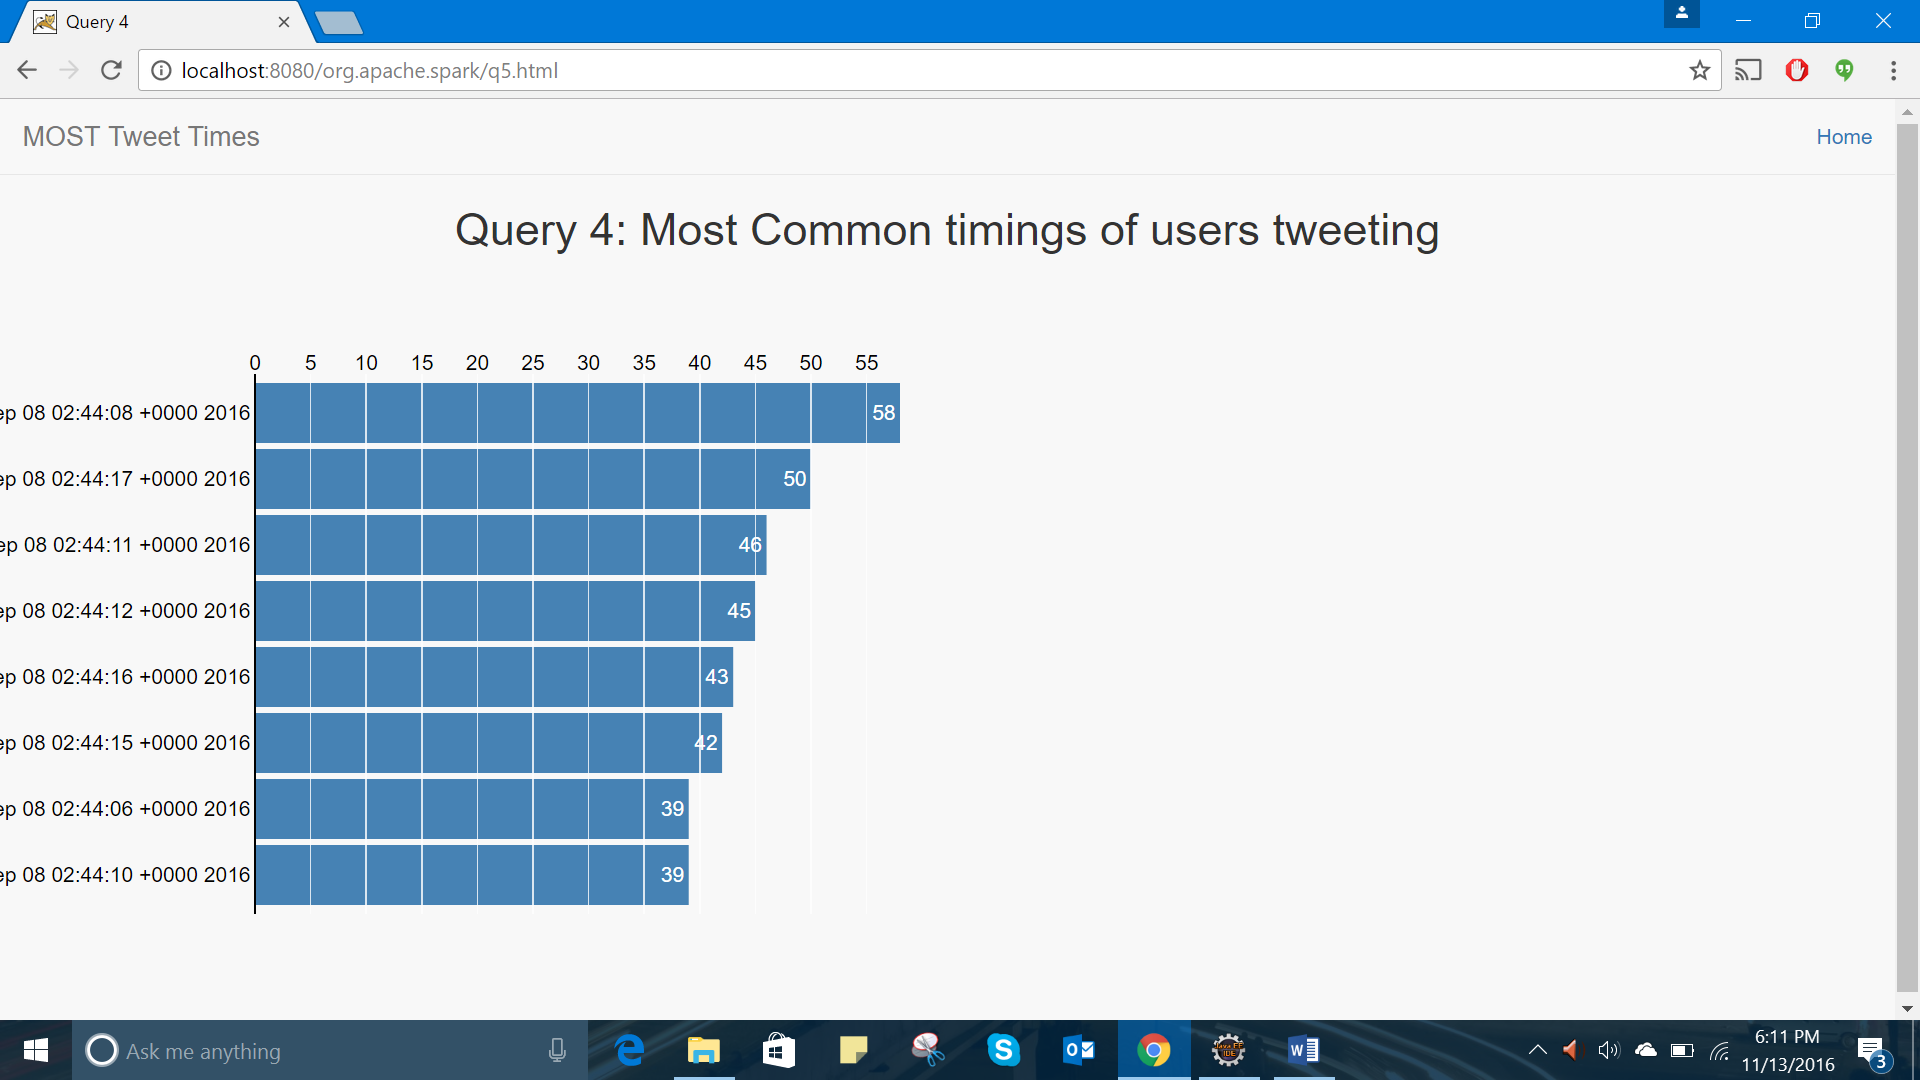 Query 4
localhost:8080/org.apache.spark/q5.html
MOST Tweet Times
Home
Query 4: Most Common timings of users tweeting
0 5 10 15 20 25 30 35 40 45 50 55
ep 08 02:44:08 +0000 2016 58
ep 08 02:44:17 +0000 2016 50
ep 08 02:44:11 +0000 2016 46
ep 08 02:44:12 +0000 2016 45
ep 08 02:44:16 +0000 2016 43
ep 08 02:44:15 +0000 2016 42
ep 08 02:44:06 +0000 2016 39
ep 08 02:44:10 +0000 2016 39
Ask me anything
Java EE
IDE
6:11 PM
11/13/2016
3